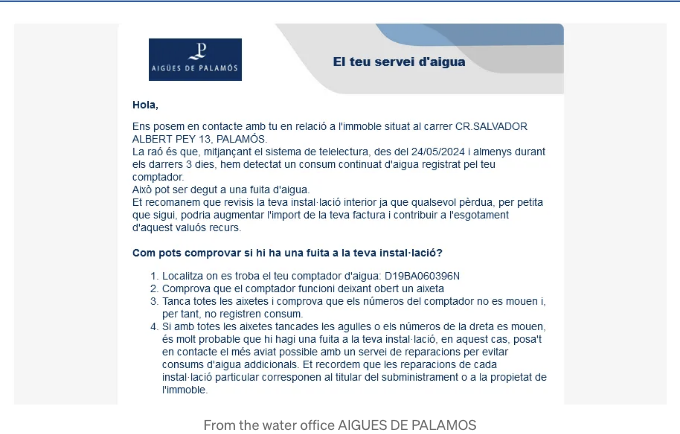 P
AIGÜES DE PALAMÓS
El teu servei d'aigua
Hola,
Ens posem en contacte amb tu en relació a l'immoble situat al carrer CR.SALVADOR
ALBERT PEY 13, PALAMÓS.
La raó és que, mitjançant el sistema de telelectura, des del 24/05/2024 i almenys durant
els darrers 3 dies, hem detectat un consum continuat d'aigua registrat pel teu
comptador.
Això pot ser degut a una fuita d'aigua.
Et recomanem que revisis la teva instal·lació interior ja que qualsevol pèrdua, per petita
que sigui, podria augmentar l'import de la teva factura i contribuir a l'esgotament
d'aquest valuós recurs.
Com pots comprovar si hi ha una fuita a la teva instal·lació?
1. Localitza on es troba el teu comptador d'aigua: D19BA060396N
2. Comprova que el comptador funcioni deixant obert un aixeta
3. Tanca totes les aixetes i comprova que els números del comptador no es mouen i,
per tant, no registren consum.
4. Si amb totes les aixetes tancades les agulles o els números de la dreta es mouen,
és molt probable que hi hagi una fuita a la teva instal·lació, en aquest cas, posa't
en contacte el més aviat possible amb un servei de reparacions per evitar
consums d'aigua addicionals. Et recordem que les reparacions de cada
instal·lació particular corresponen al titular del subministrament o a la propietat de
l'immoble.
From the water office AIGUES DE PALAMOS